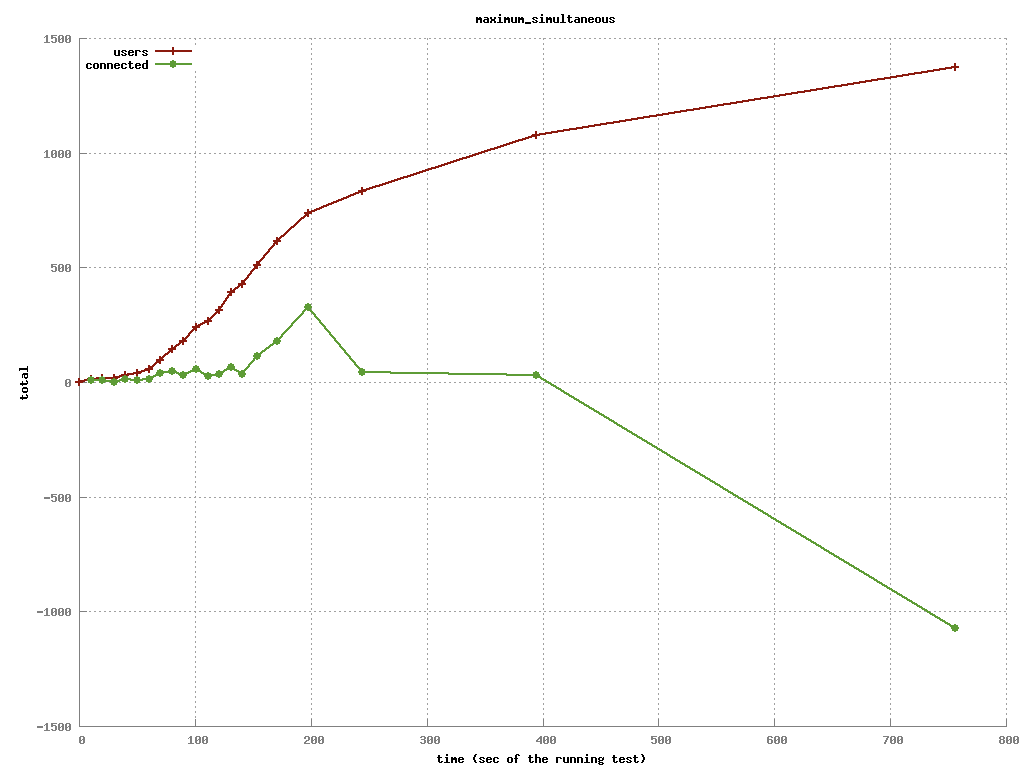 maximum_simultaneous
1500
users
connected
1000
500
0
total
-500
-1000
-1500
0 100 200 300 400 500 600 700 800
time (sec of the running test)